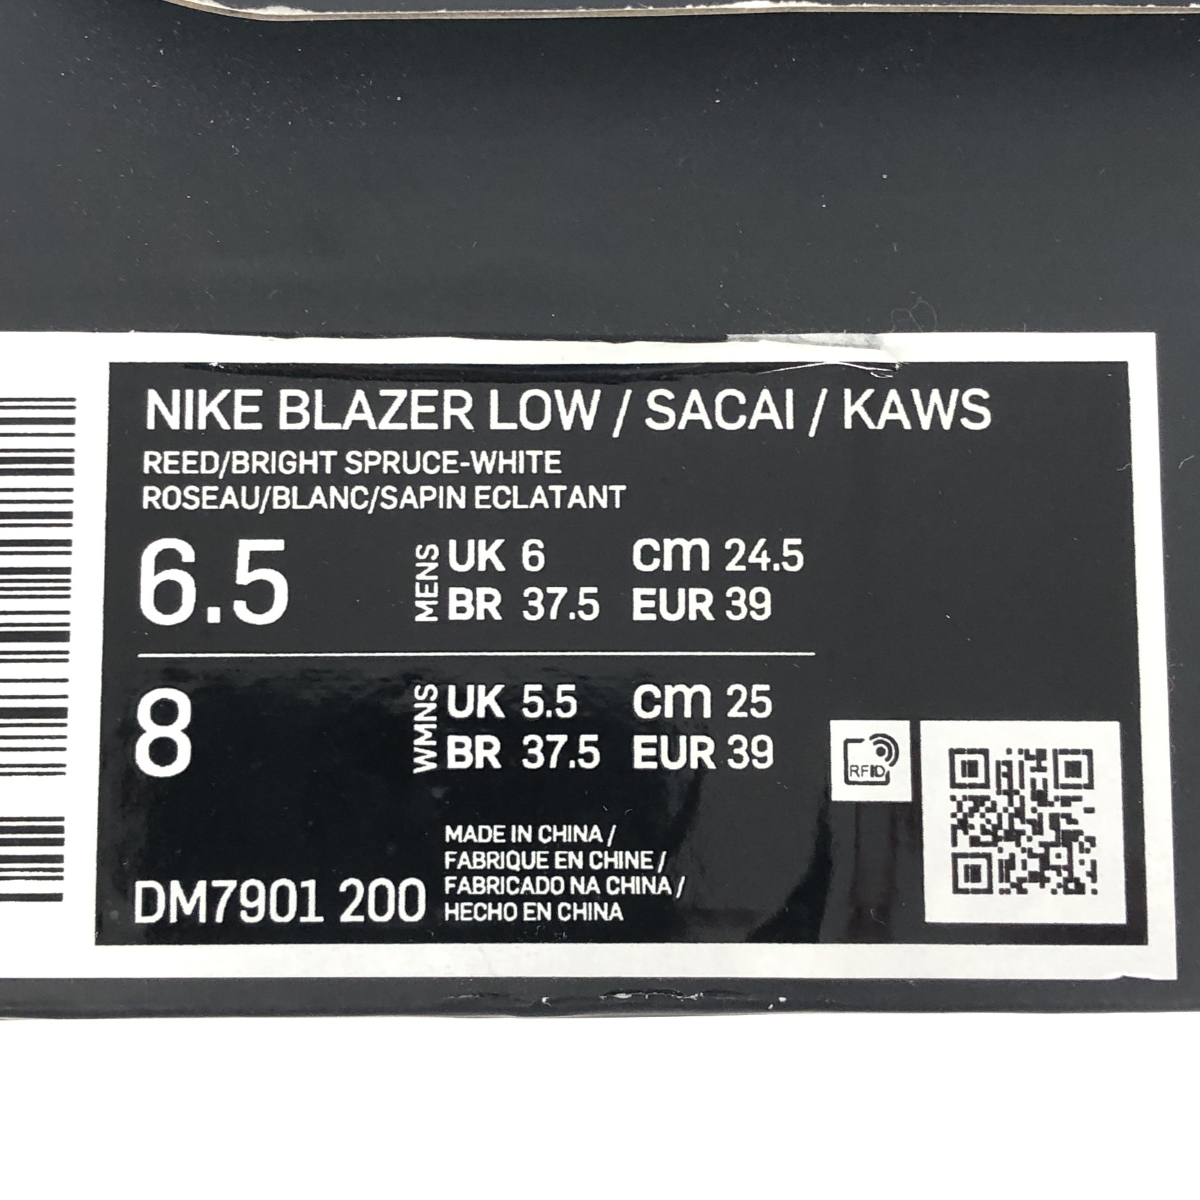 NIKE BLAZER LOW / SACAI / KAWS
REED/BRIGHT SPRUCE-WHITE
ROSEAU/BLANC/SAPIN ECLATANT
6.5 MENS UK 6 cm 24.5
BR 37.5 EUR 39
8 WMNS UK 5.5 cm 25
BR 37.5 EUR 39
RFID
MADE IN CHINA /
FABRIQUE EN CHINE /
FABRICADO NA CHINA /
HECHO EN CHINA
DM7901 200